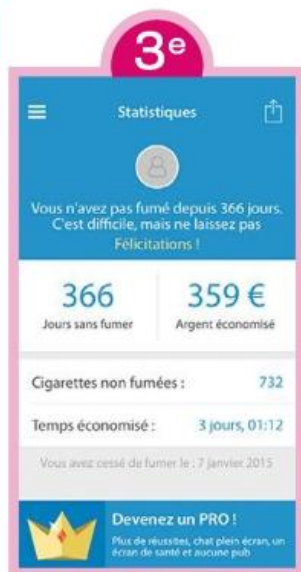 3e
Statistiques
Vous n'avez pas fumé depuis 366 jours.
C'est difficile, mais ne laissez pas
Félicitations !
366
359 €
Jours sans fumer
Argent économisé
Cigarettes non fumées :
732
Temps économisé :
3 jours, 01:12
Vous avez cessé de fumer le : 7 janvier 2015
Devenez un PRO !
Plus de réussites, chat plein écran, un
écran de santé et aucune pub